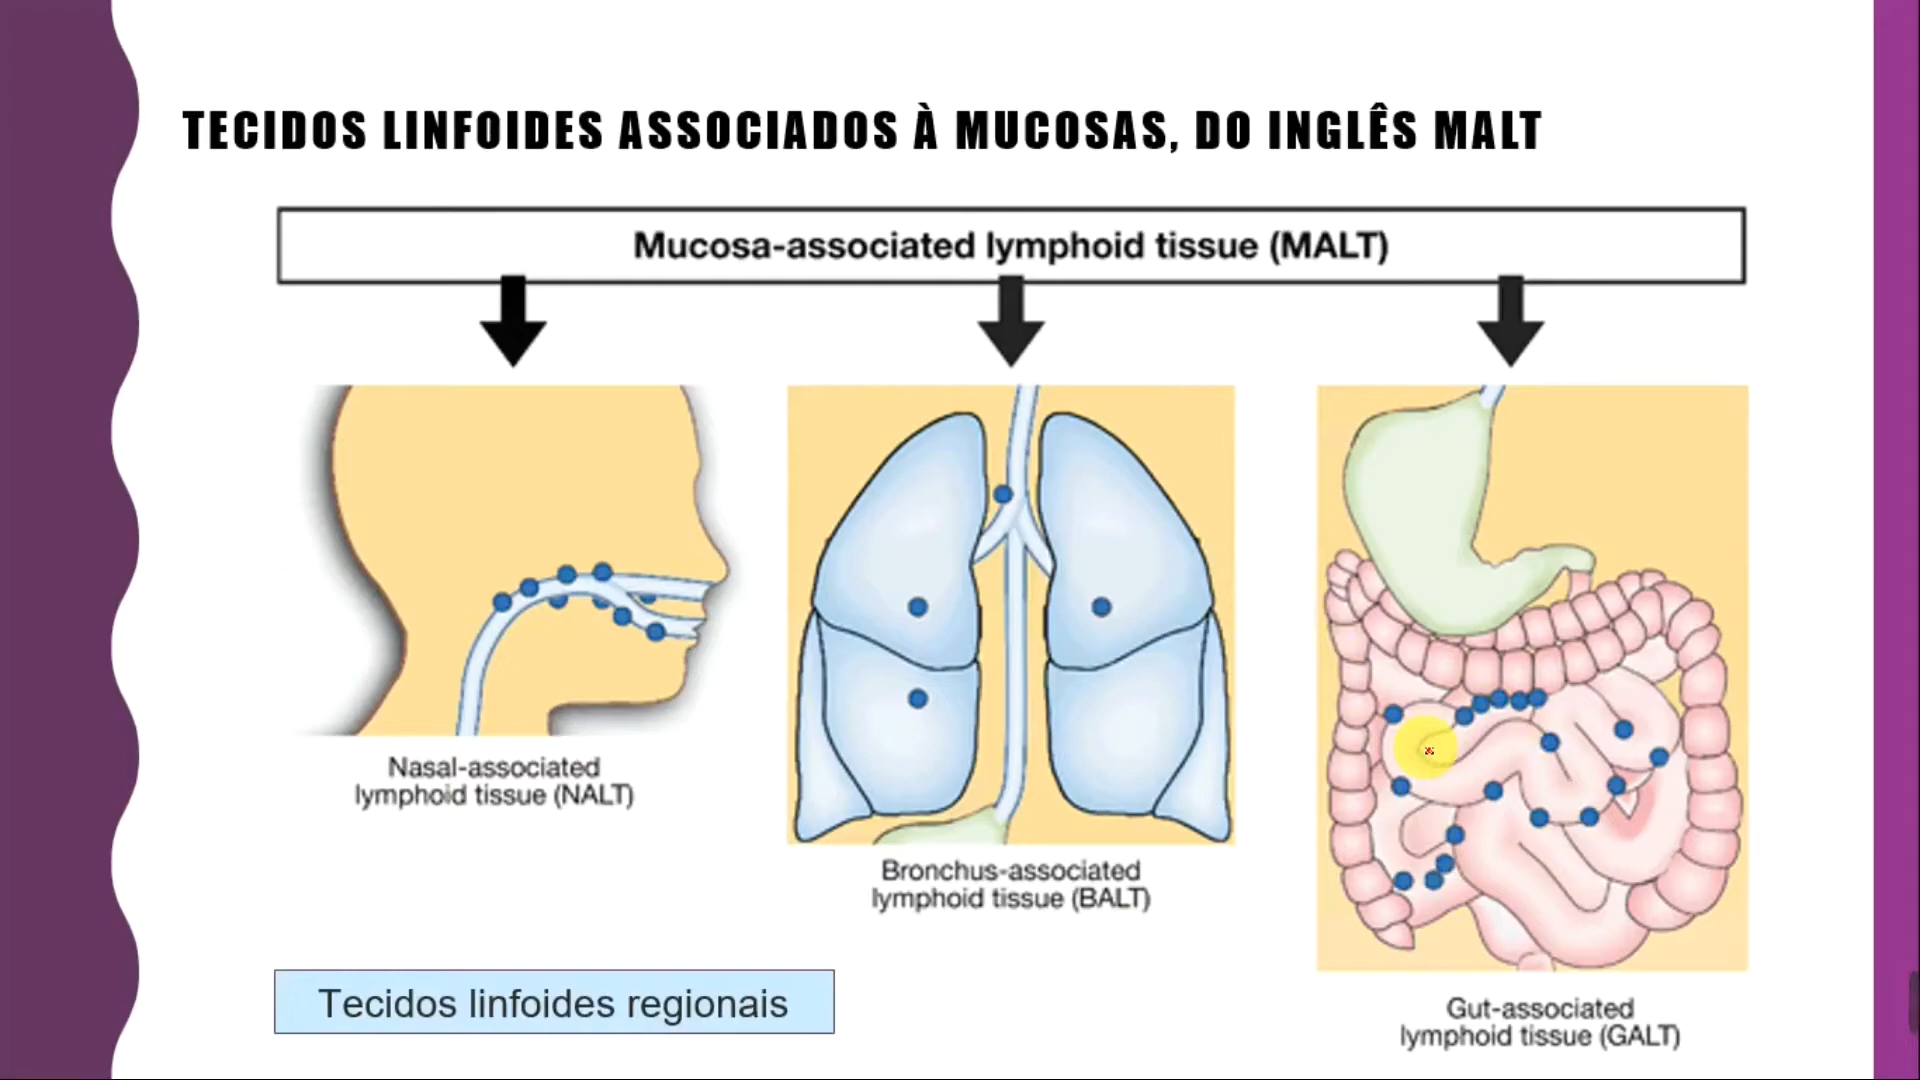 TECIDOS LINFOIDES ASSOCIADOS À MUCOSAS, DO INGLÊS MALT
Mucosa-associated lymphoid tissue (MALT)
Nasal-associated
lymphoid tissue (NALT)
Bronchus-associated
lymphoid tissue (BALT)
Gut-associated
lymphoid tissue (GALT)
Tecidos linfoides regionais